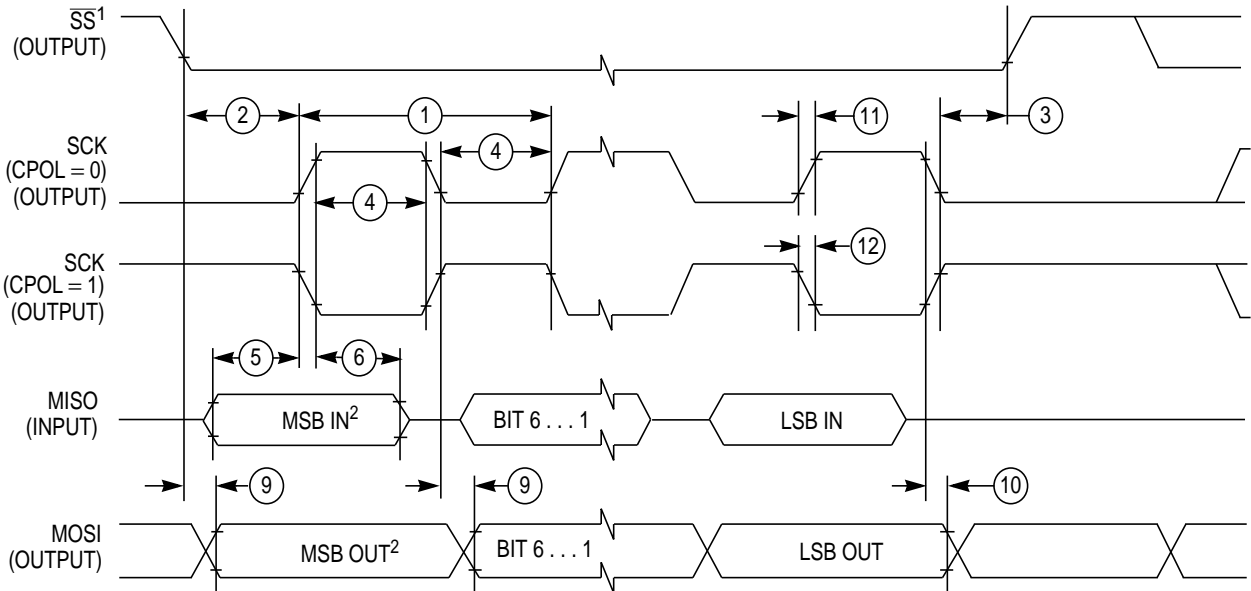 SS¹
(OUTPUT)
2
1
11
3
SCK
(CPOL = 0)
(OUTPUT)
4
4
SCK
(CPOL = 1)
(OUTPUT)
12
5
6
MISO
(INPUT)
MSB IN²
BIT 6 . . . 1
LSB IN
9
9
10
MOSI
(OUTPUT)
MSB OUT²
BIT 6 . . . 1
LSB OUT